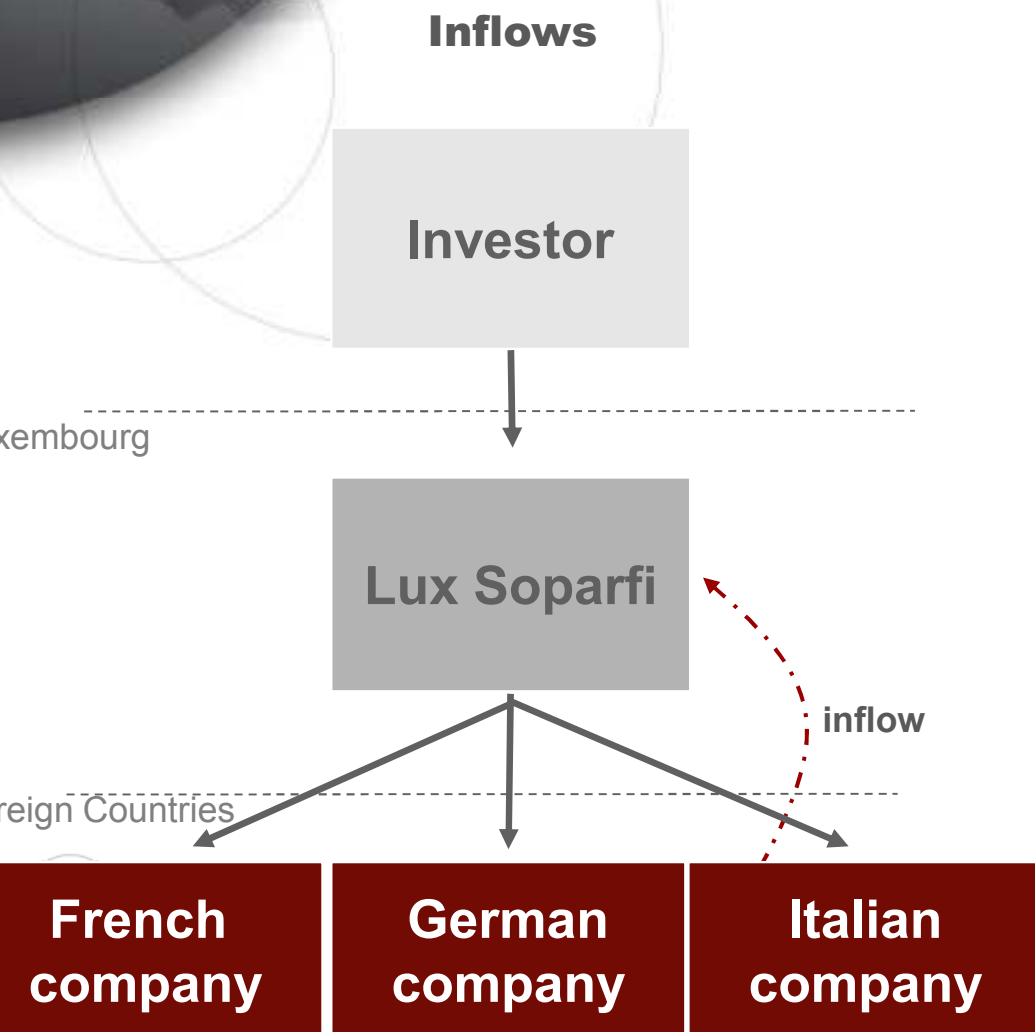 Inflows
Investor
xembourg
Lux Soparfi
inflow
reign Countries
French
company
German
company
Italian
company